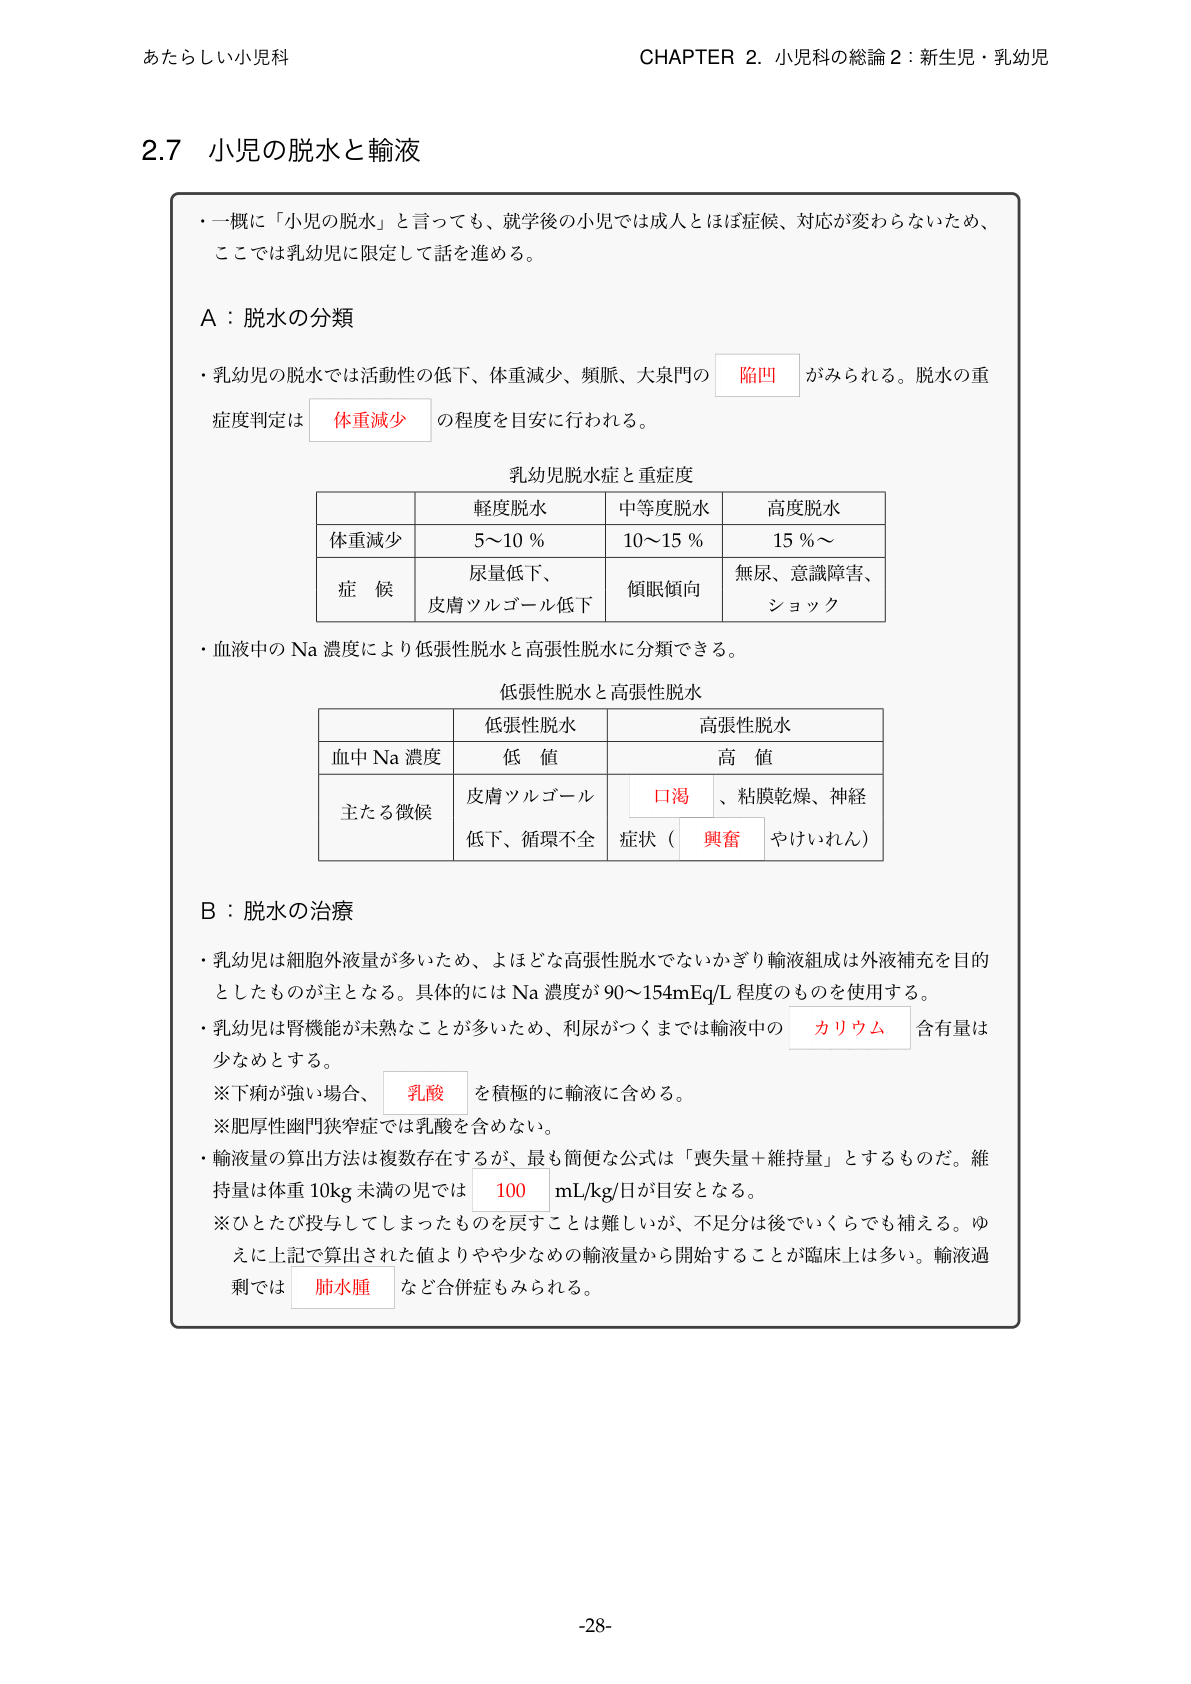 あたらしい小児科
CHAPTER 2. 小児科の総論2:新生児・乳幼児
2.7 小児の脱水と輸液
・一概に「小児の脱水」と言っても、就学後の小児では成人とほぼ症候、対応が変わらないため、
ここでは乳幼児に限定して話を進める。
A:脱水の分類
・乳幼児の脱水では活動性の低下、体重減少、頻脈、大泉門の 陥凹 がみられる。脱水の重
症度判定は 体重減少 の程度を目安に行われる。
乳幼児脱水症と重症度
軽度脱水 中等度脱水 高度脱水
体重減少 5〜10 % 10〜15 % 15 %〜
症 候 尿量低下、皮膚ツルゴール低下 傾眠傾向 無尿、意識障害、ショック
・血液中の Na 濃度により低張性脱水と高張性脱水に分類できる。
低張性脱水と高張性脱水
低張性脱水 高張性脱水
血中 Na 濃度 低 値 高 値
主たる徴候 皮膚ツルゴール低下、循環不全 口渇 、粘膜乾燥、神経症状( 興奮 やけいれん)
B:脱水の治療
・乳幼児は細胞外液量が多いため、よほどな高張性脱水でないかぎり輸液組成は外液補充を目的
としたものが主となる。具体的には Na 濃度が 90〜154mEq/L 程度のものを使用する。
・乳幼児は腎機能が未熟なことが多いため、利尿がつくまでは輸液中の カリウム 含有量は
少なめとする。
※下痢が強い場合、 乳酸 を積極的に輸液に含める。
※肥厚性幽門狭窄症では乳酸を含めない。
・輸液量の算出方法は複数存在するが、最も簡便な公式は「喪失量+維持量」とするものだ。維
持量は体重 10kg 未満の児では 100 mL/kg/日が目安となる。
※ひとたび投与してしまったものを戻すことは難しいが、不足分は後でいくらでも補える。ゆ
えに上記で算出された値よりやや少なめの輸液量から開始することが臨床上は多い。輸液過
剰では 肺水腫 など合併症もみられる。
-28-